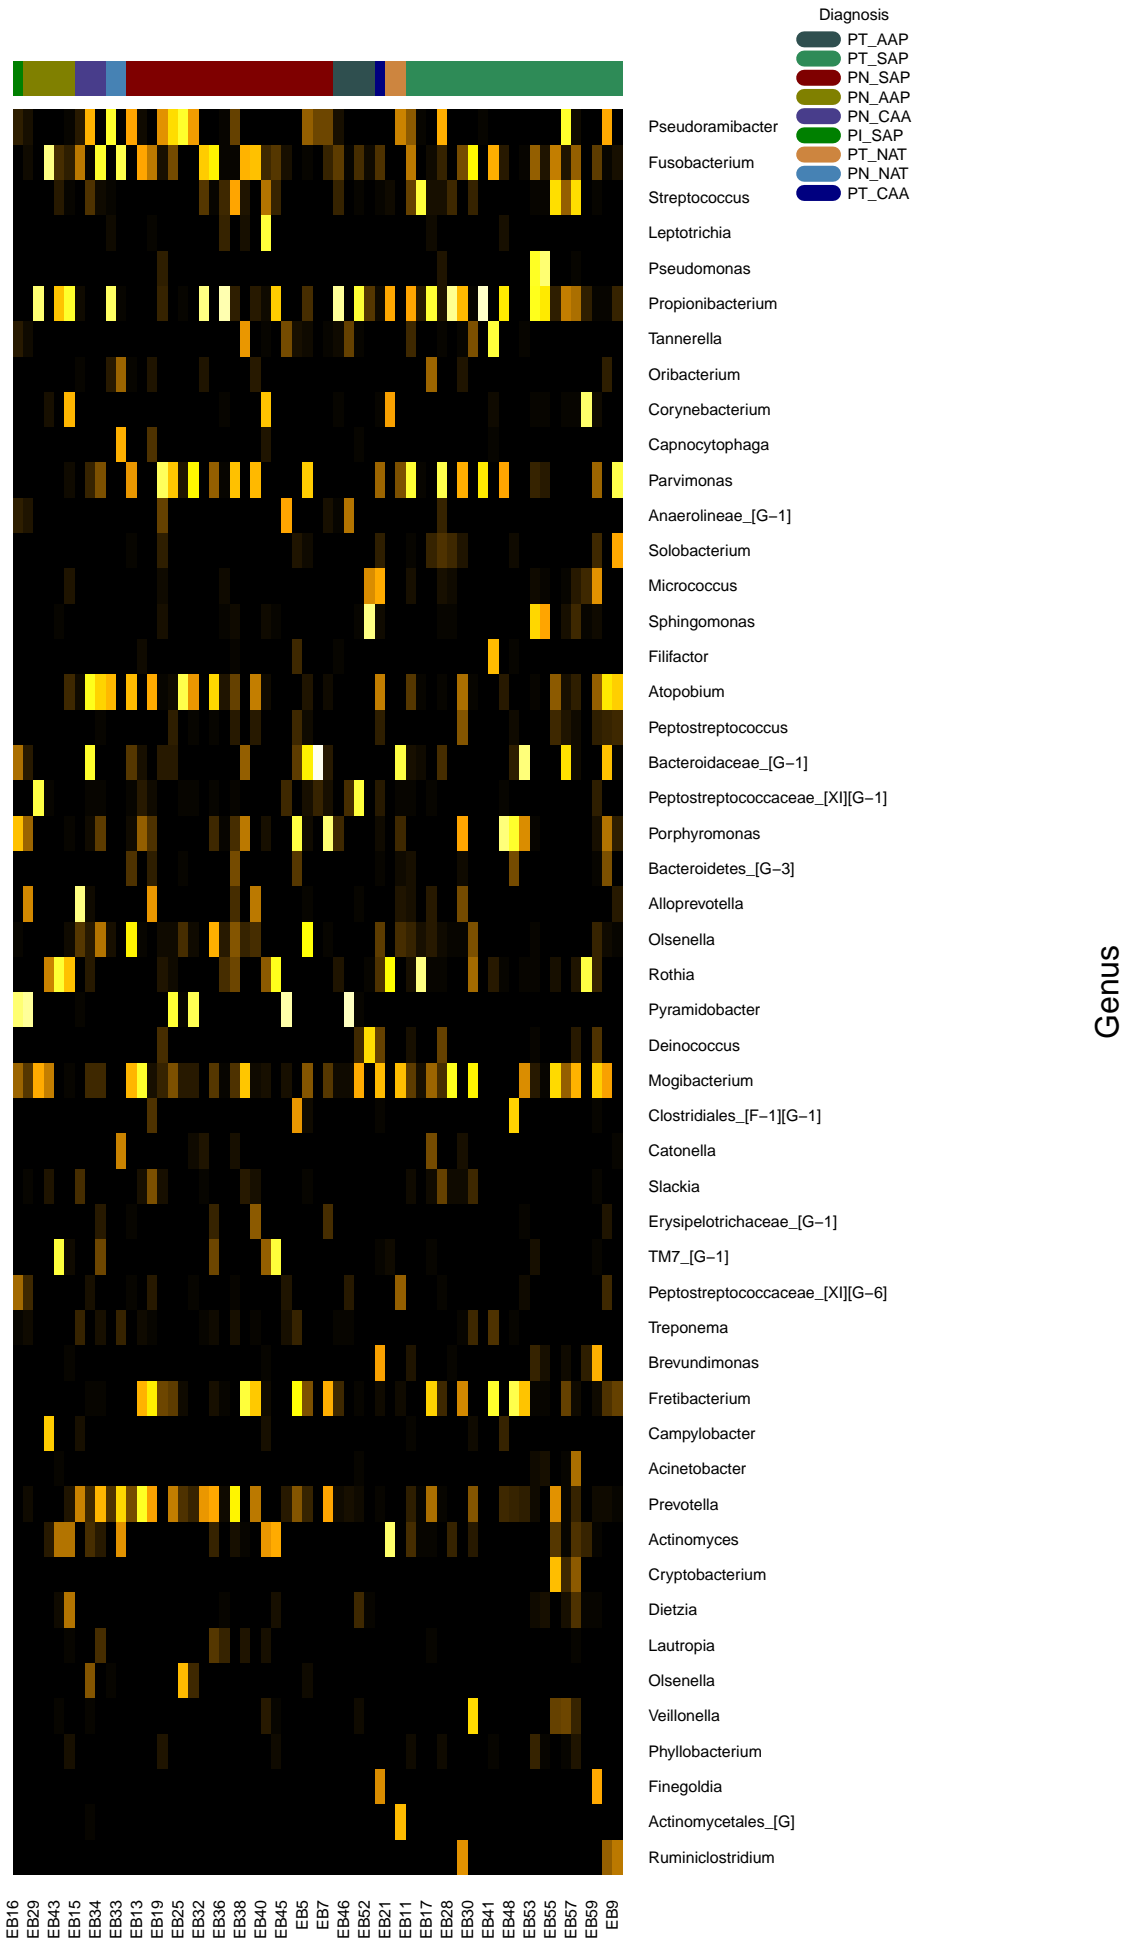 Diagnosis
PT_AAP
PT_SAP
PN_SAP
PN_AAP
PN_CAA
PI_SAP
PT_NAT
PN_NAT
PT_CAA
Pseudoramibacter
Fusobacterium
Streptococcus
Leptotrichia
Pseudomonas
Propionibacterium
Tannerella
Oribacterium
Corynebacterium
Capnocytophaga
Parvimonas
Anaerolineae_[G−1]
Solobacterium
Micrococcus
Sphingomonas
Filifactor
Atopobium
Peptostreptococcus
Bacteroidaceae_[G−1]
Peptostreptococcaceae_[XI][G−1]
Porphyromonas
Bacteroidetes_[G−3]
Alloprevotella
Olsenella
Rothia
Pyramidobacter
Deinococcus
Mogibacterium
Clostridiales_[F−1][G−1]
Catonella
Slackia
Erysipelotrichaceae_[G−1]
TM7_[G−1]
Peptostreptococcaceae_[XI][G−6]
Treponema
Brevundimonas
Fretibacterium
Campylobacter
Acinetobacter
Prevotella
Actinomyces
Cryptobacterium
Dietzia
Lautropia
Olsenella
Veillonella
Phyllobacterium
Finegoldia
Actinomycetales_[G]
Ruminiclostridium
Genus
EB16
EB29
EB43
EB15
EB34
EB33
EB13
EB19
EB25
EB32
EB36
EB38
EB40
EB45
EB5
EB7
EB46
EB52
EB21
EB11
EB17
EB28
EB30
EB41
EB48
EB53
EB55
EB57
EB59
EB9